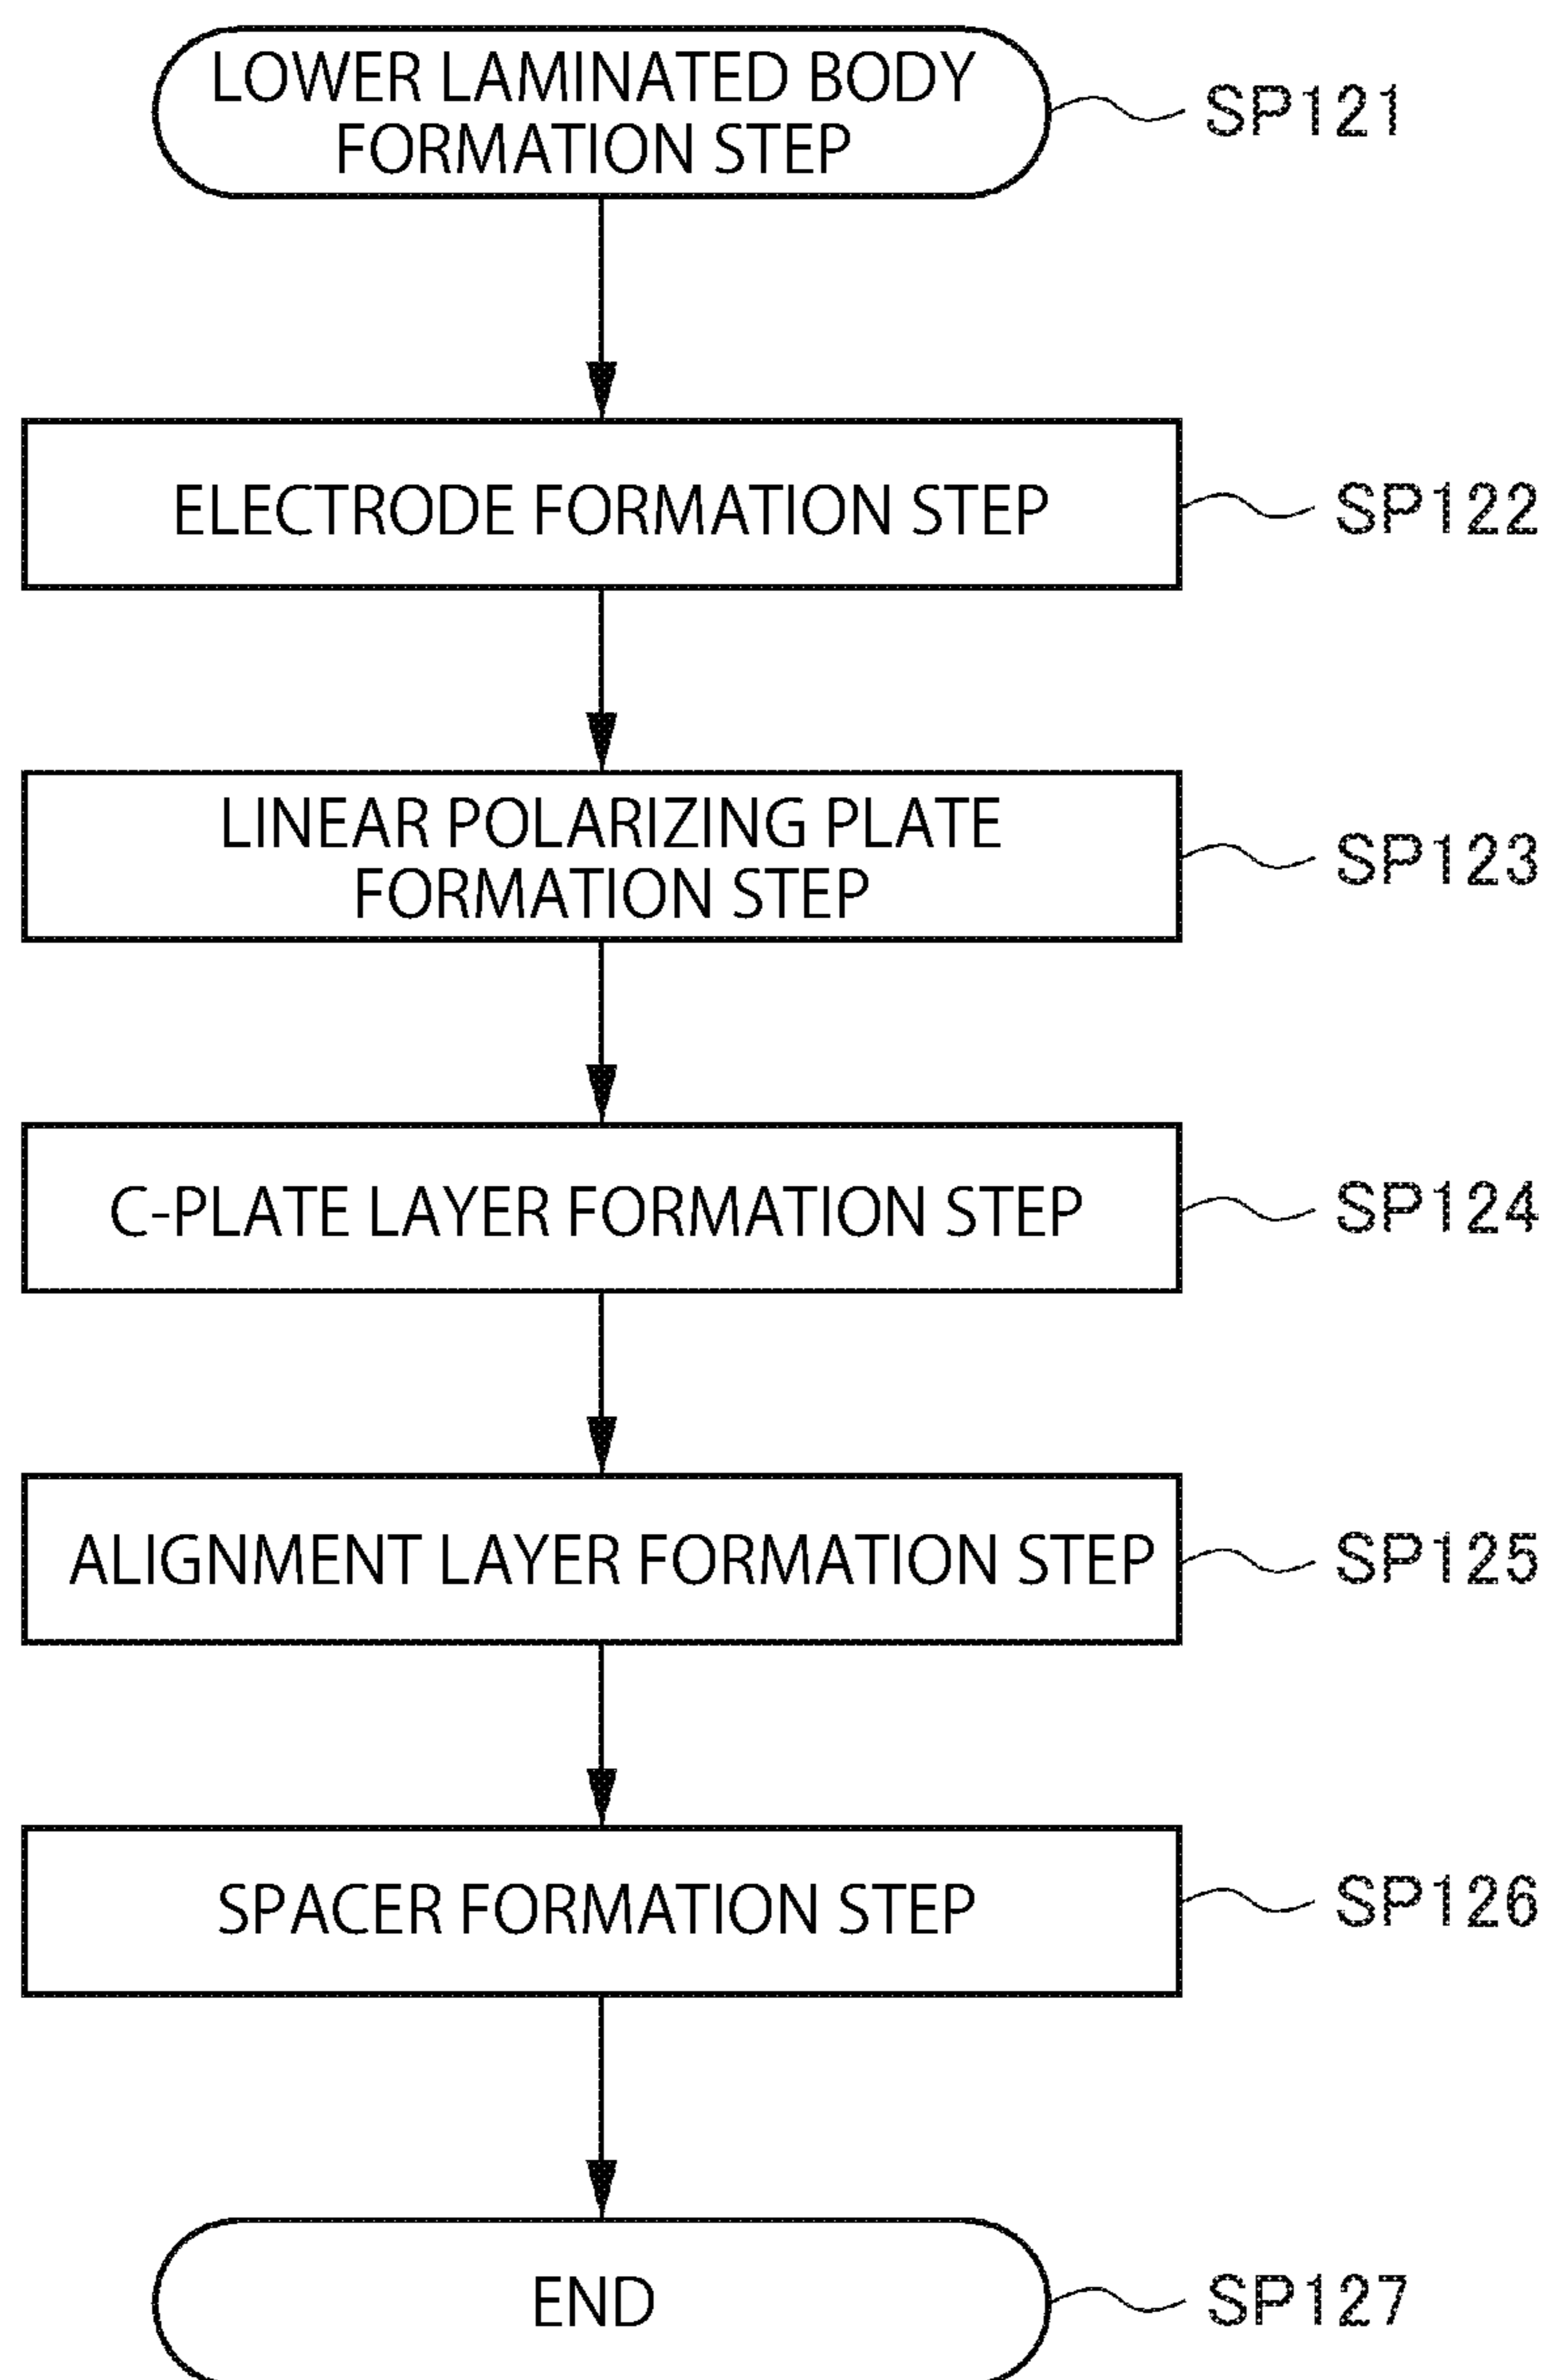 LOWER LAMINATED BODY
FORMATION STEP
SP121
ELECTRODE FORMATION STEP
SP122
LINEAR POLARIZING PLATE
FORMATION STEP
SP123
C-PLATE LAYER FORMATION STEP
SP124
ALIGNMENT LAYER FORMATION STEP
SP125
SPACER FORMATION STEP
SP126
END
SP127